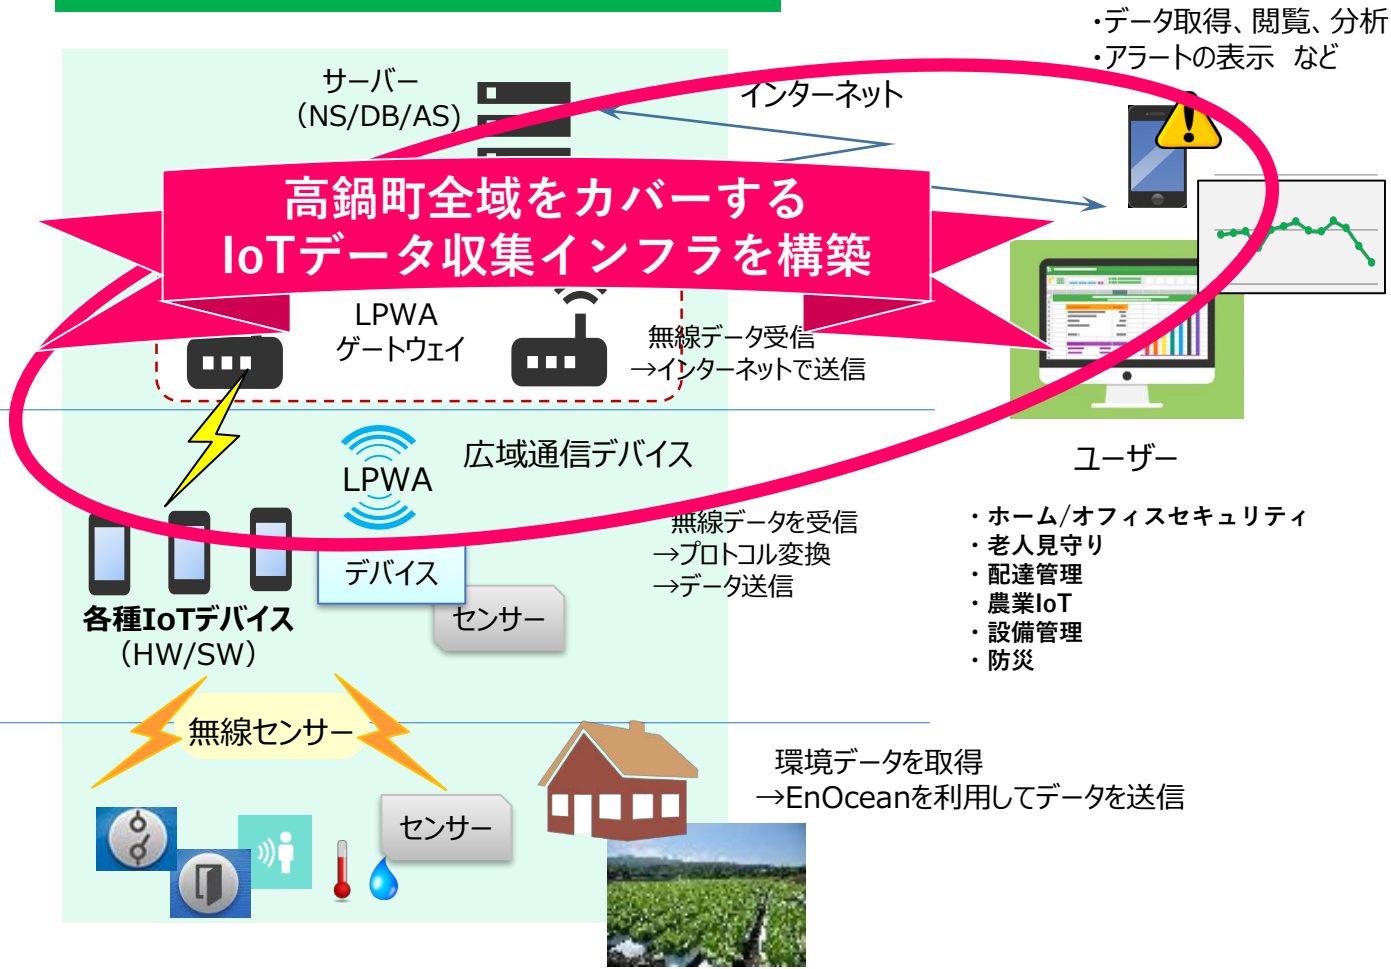 ・データ取得、閲覧、分析
・アラートの表示　など
サーバー
（NS/DB/AS)
インターネット
高鍋町全域をカバーする
IoTデータ収集インフラを構築
LPWA
ゲートウェイ
無線データ受信
→インターネットで送信
広域通信デバイス
LPWA
ユーザー
無線データを受信
→プロトコル変換
→データ送信
・ホーム/オフィスセキュリティ
・老人見守り
・配達管理
・農業IoT
・設備管理
・防災
デバイス
センサー
各種IoTデバイス
（HW/SW）
無線センサー
環境データを取得
→EnOceanを利用してデータを送信
センサー